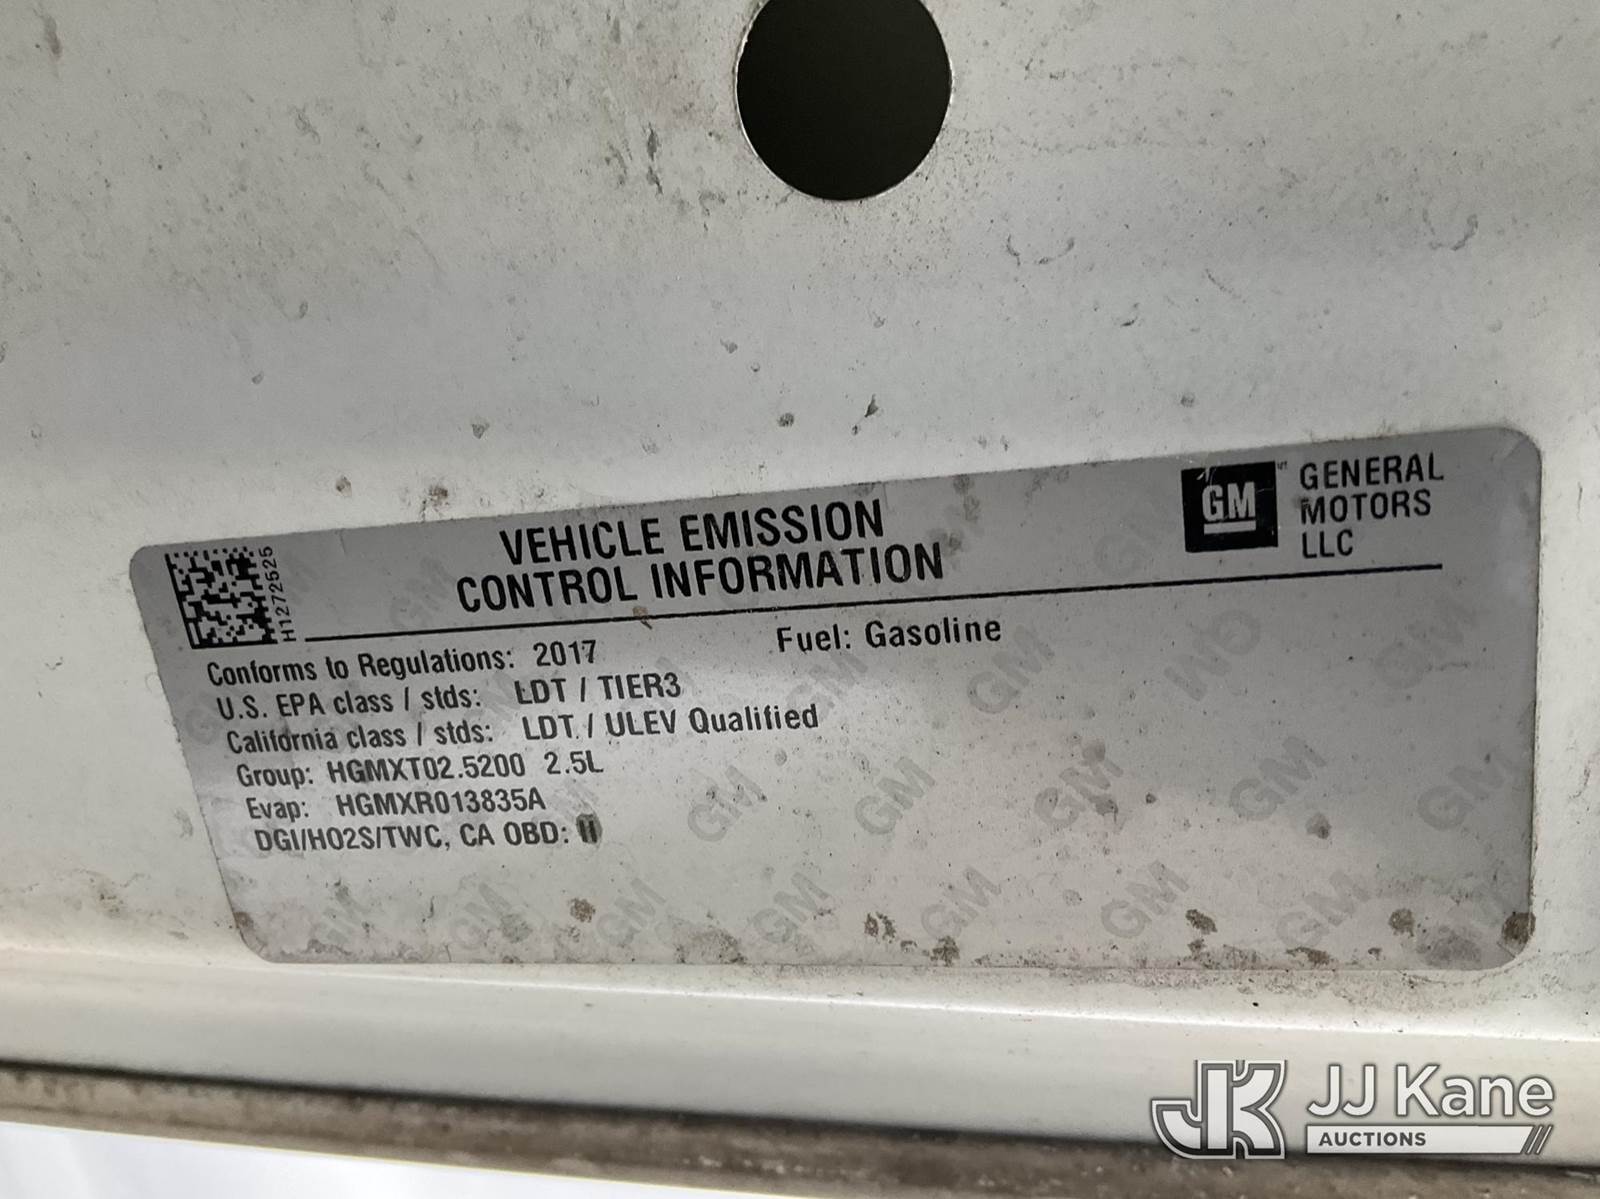 VEHICLE EMISSION
CONTROL INFORMATION
GM
GENERAL
MOTORS
LLC
H1272525
Conforms to Regulations: 2017 Fuel: Gasoline
U.S. EPA class / stds: LDT / TIER3
California class / stds: LDT / ULEV Qualified
Group: HGMXT02.5200 2.5L
Evap: HGMXR013835A
DGI/HO2S/TWC, CA OBD: II
JK JJ Kane
AUCTIONS